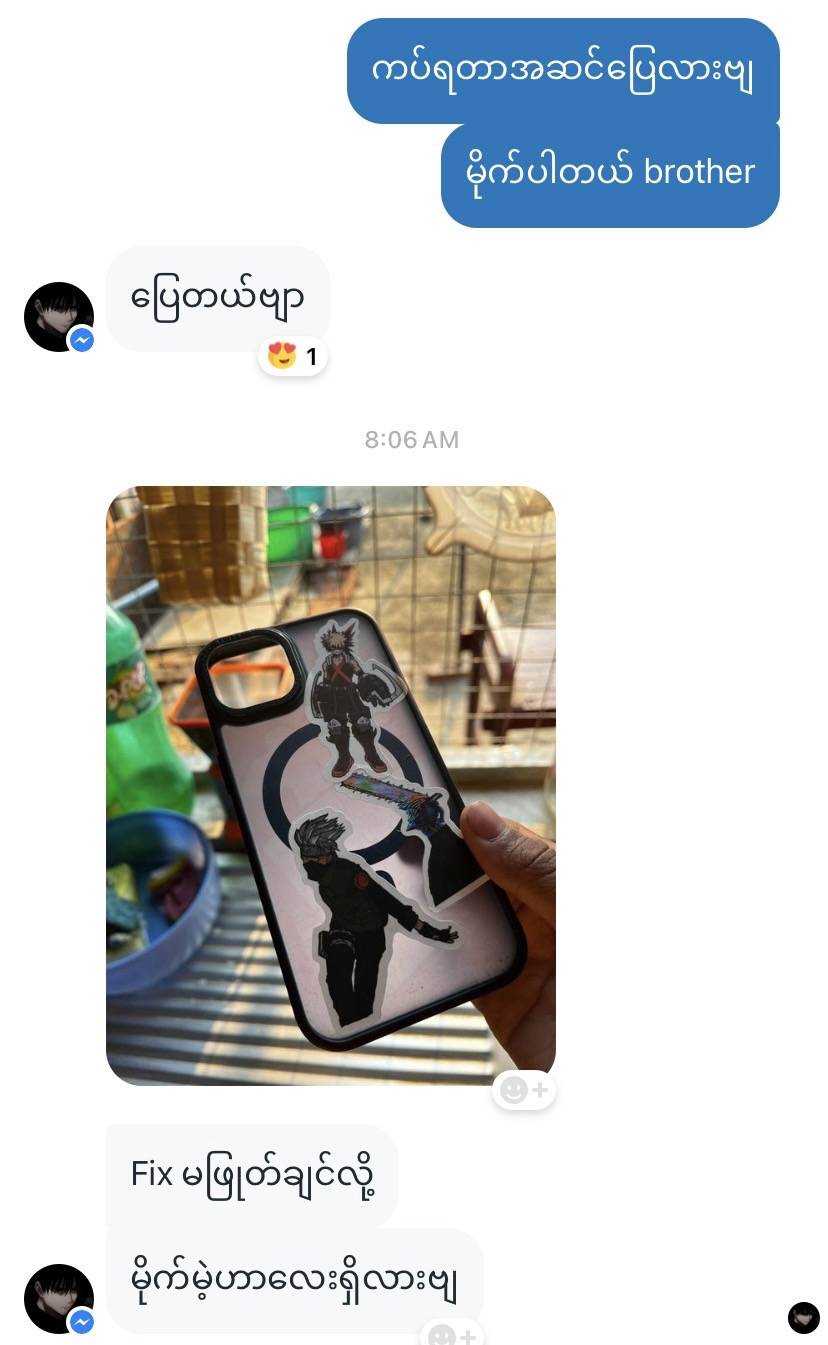 ကပ်ရတာအဆင်ပြေလားဗျ
မိုက်ပါတယ် brother
ပြေတယ်ဗျာ
1
8:06 AM
Fix မဖြုတ်ချင်လို့
မိုက်မဲ့ဟာလေးရှိလားဗျ